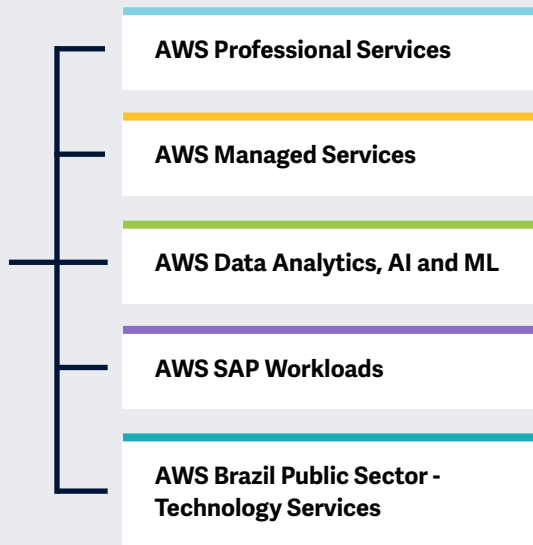 AWS Professional Services
AWS Managed Services
AWS Data Analytics, AI and ML
AWS SAP Workloads
AWS Brazil Public Sector -
Technology Services